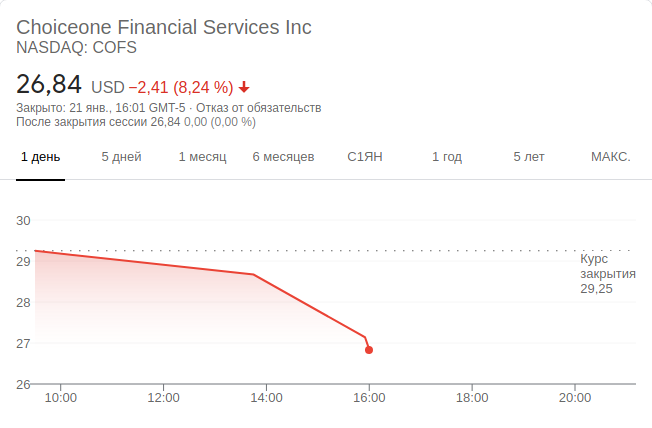 Choiceone Financial Services Inc
NASDAQ: COFS
26,84 USD −2,41 (8,24 %)
Закрыто: 21 янв., 16:01 GMT-5 · Отказ от обязательств
После закрытия сессии 26,84 0,00 (0,00 %)
1 день 5 дней 1 месяц 6 месяцев С1ЯН 1 год 5 лет МАКС.
30
29
28
27
26
Курс
закрытия
29,25
10:00 12:00 14:00 16:00 18:00 20:00